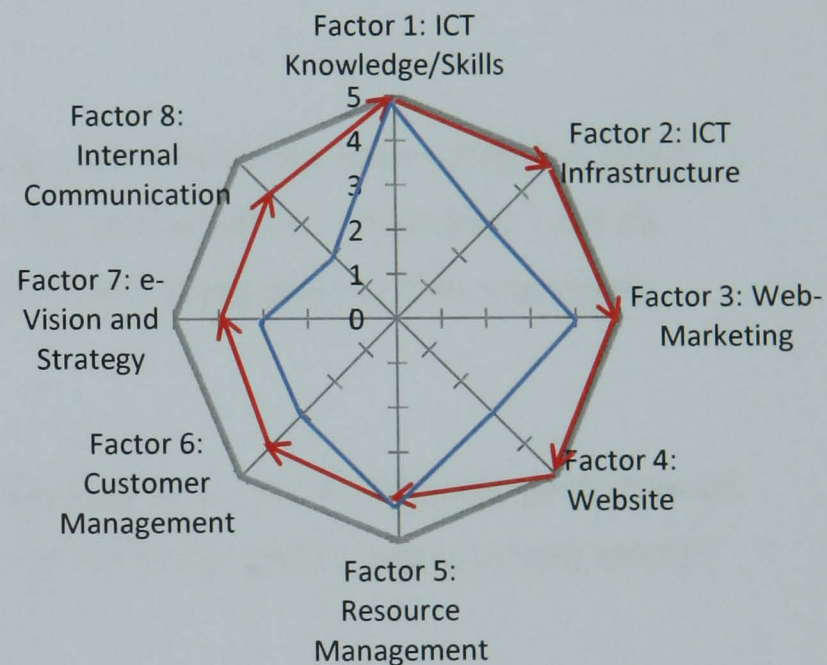 Factor 1: ICT
Knowledge/Skills
5
4
3
2
1
0
Factor 2: ICT
Infrastructure
Factor 3: Web-
Marketing
Factor 4:
Website
Factor 5:
Resource
Management
Factor 6:
Customer
Management
Factor 7: e-
Vision and
Strategy
Factor 8:
Internal
Communication